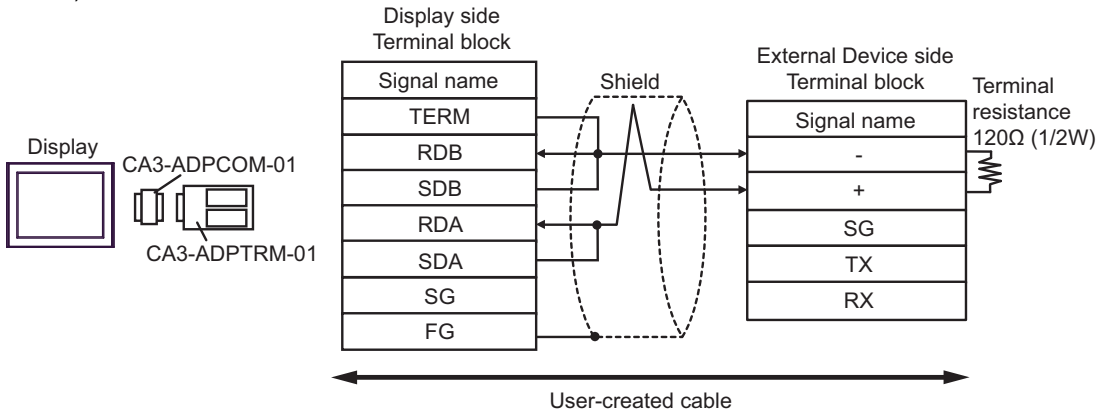 Display side
Terminal block
Signal name
TERM
RDB
SDB
RDA
SDA
SG
FG
Shield
External Device side
Terminal block
Signal name
-
+
SG
TX
RX
Terminal
resistance
120Ω (1/2W)
Display
CA3-ADPCOM-01
CA3-ADPTRM-01
User-created cable